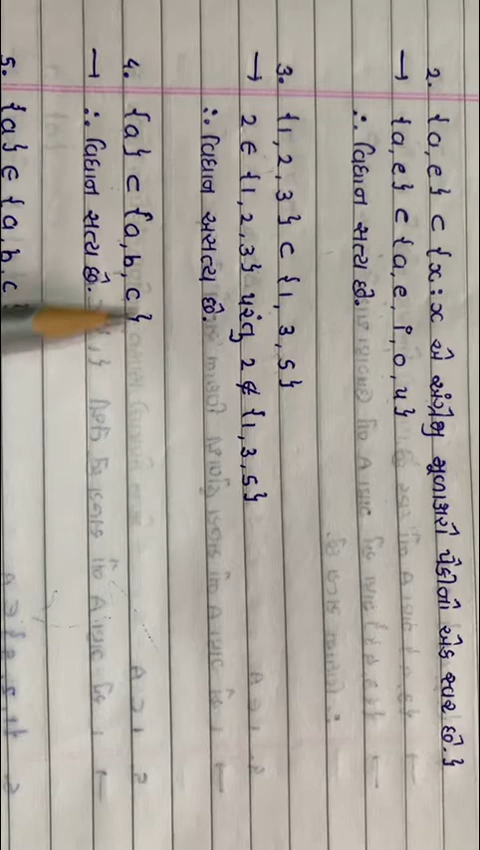 2. {a,e} ⊂ {x : x એ અંગ્રેજી મૂળાક્ષરો પૈકીનો એક સ્વર છે.}
→ {a,e} ⊂ {a, e, i, o, u}
∴ વિધાન સત્ય છે.
3. {1, 2, 3} ⊂ {1, 3, 5}
→ 2 ∈ {1, 2, 3} પરંતુ 2 ∉ {1, 3, 5}
∴ વિધાન અસત્ય છે.
4. {a} ⊂ {a, b, c}
→ ∴ વિધાન સત્ય છે.
5. {a} ∈ {a, b, c